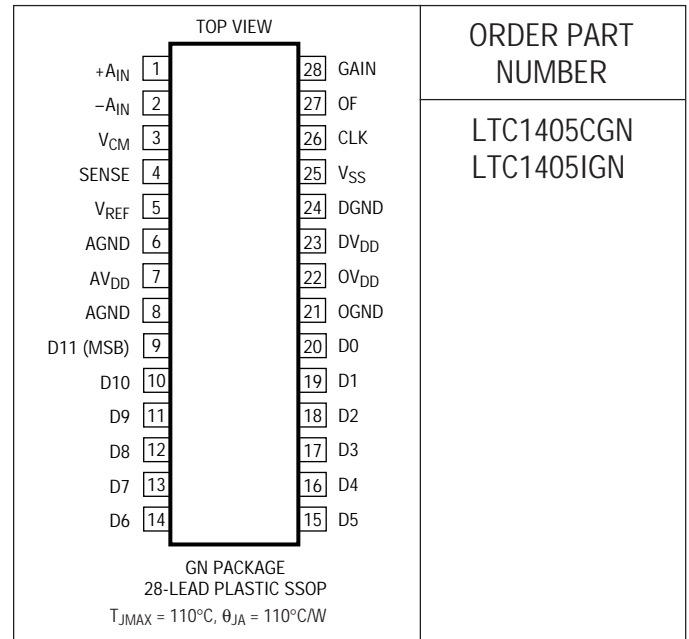 TOP VIEW
+AIN 1
–AIN 2
VCM 3
SENSE 4
VREF 5
AGND 6
AVDD 7
AGND 8
D11 (MSB) 9
D10 10
D9 11
D8 12
D7 13
D6 14
28 GAIN
27 OF
26 CLK
25 VSS
24 DGND
23 DVDD
22 OVDD
21 OGND
20 D0
19 D1
18 D2
17 D3
16 D4
15 D5
GN PACKAGE
28-LEAD PLASTIC SSOP
TJMAX = 110°C, θJA = 110°C/W
ORDER PART
NUMBER
LTC1405CGN
LTC1405IGN